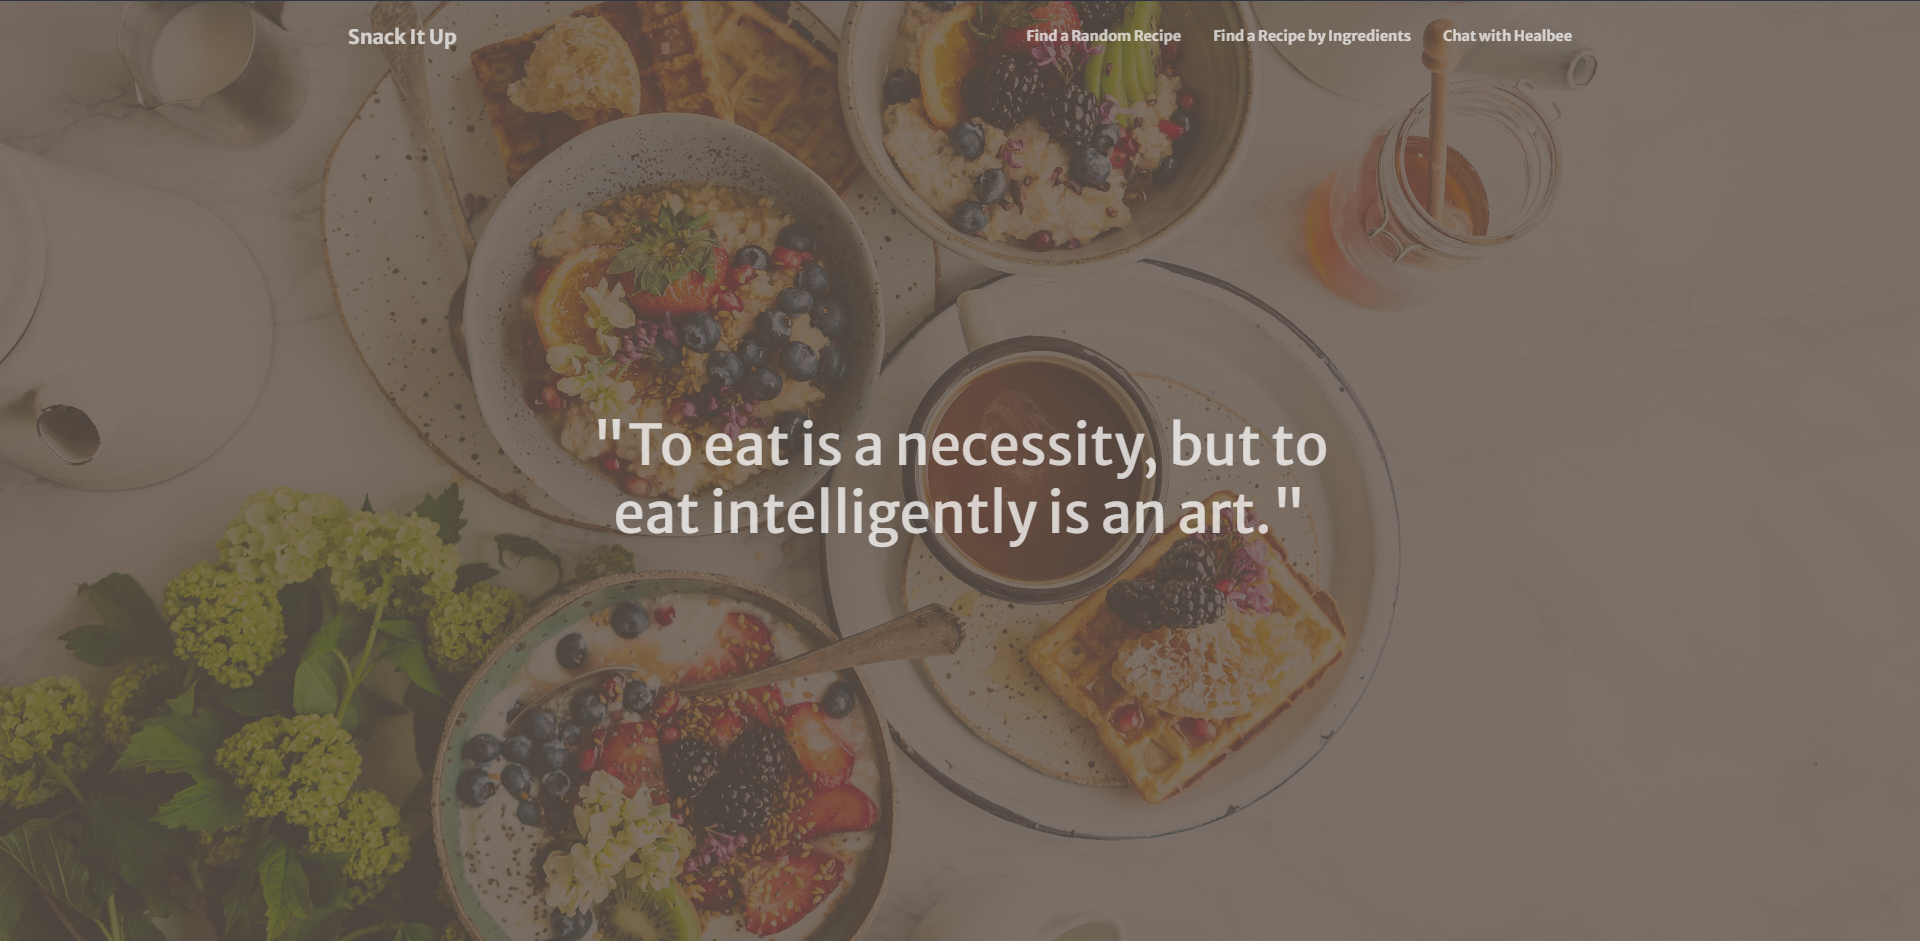 Snack It Up
Find a Random Recipe
Find a Recipe by Ingredients
Chat with Healbee
"To eat is a necessity, but to
eat intelligently is an art."